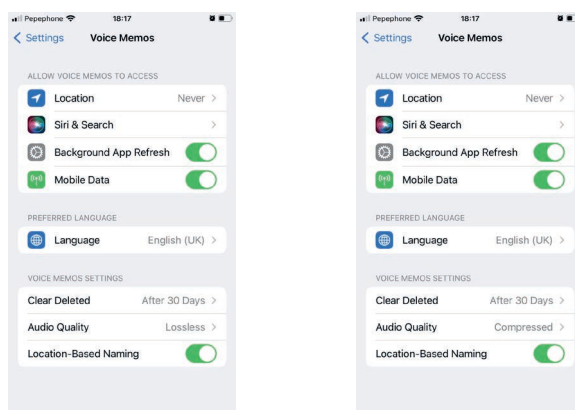 Pepephone 18:17
Settings Voice Memos
ALLOW VOICE MEMOS TO ACCESS
Location Never
Siri & Search
Background App Refresh
Mobile Data
PREFERRED LANGUAGE
Language English (UK)
VOICE MEMOS SETTINGS
Clear Deleted After 30 Days
Audio Quality Lossless
Location-Based Naming
Pepephone 18:17
Settings Voice Memos
ALLOW VOICE MEMOS TO ACCESS
Location Never
Siri & Search
Background App Refresh
Mobile Data
PREFERRED LANGUAGE
Language English (UK)
VOICE MEMOS SETTINGS
Clear Deleted After 30 Days
Audio Quality Compressed
Location-Based Naming